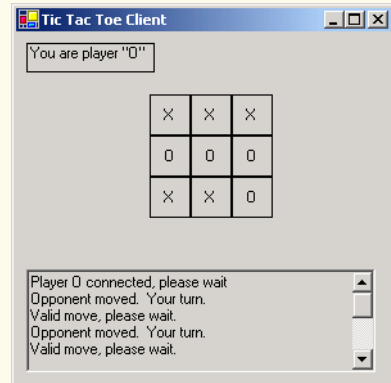 Tic Tac Toe Client
You are player "O"
X X X
O O O
X X O
Player O connected, please wait
Opponent moved. Your turn.
Valid move, please wait.
Opponent moved. Your turn.
Valid move, please wait.